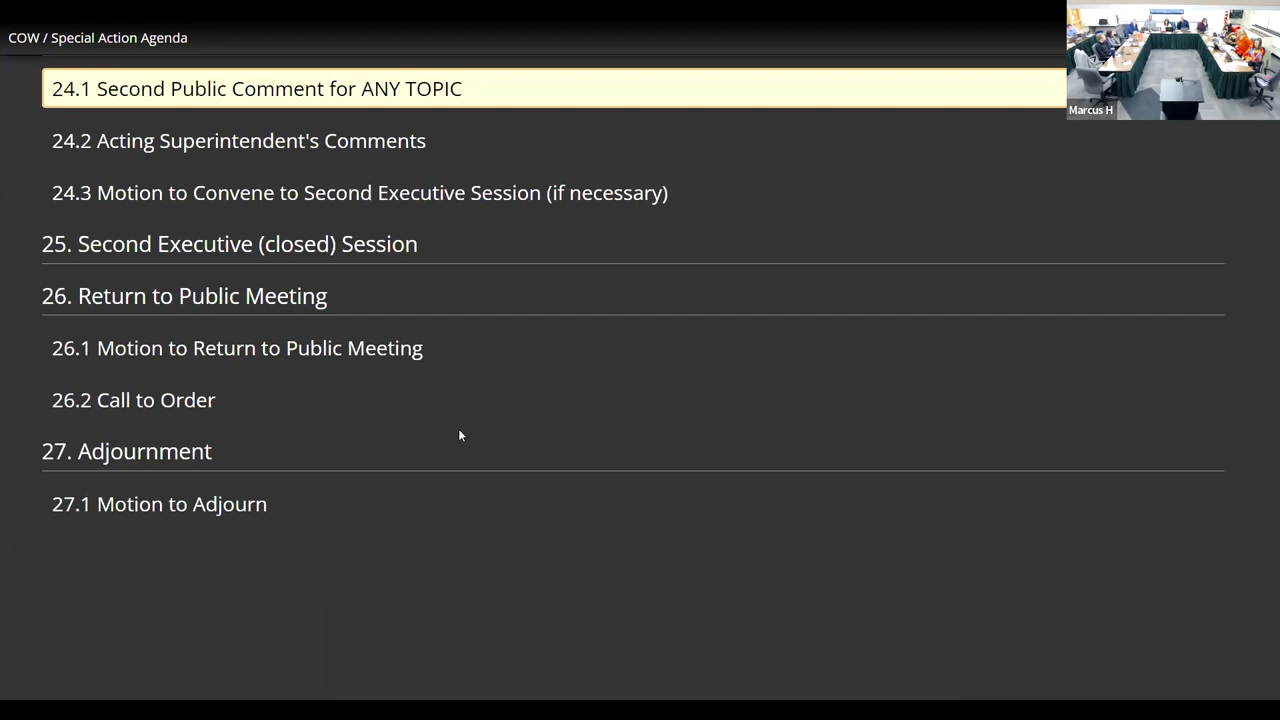 COW / Special Action Agenda
Marcus H
24.1 Second Public Comment for ANY TOPIC
24.2 Acting Superintendent's Comments
24.3 Motion to Convene to Second Executive Session (if necessary)
25. Second Executive (closed) Session
26. Return to Public Meeting
26.1 Motion to Return to Public Meeting
26.2 Call to Order
27. Adjournment
27.1 Motion to Adjourn